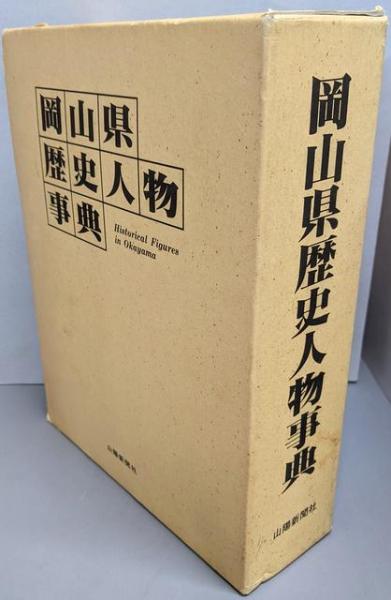 岡山県
歴史人物
事典
Historical Figures
in Okayama
山陽新聞社
岡山県歴史人物事典
山陽新聞社